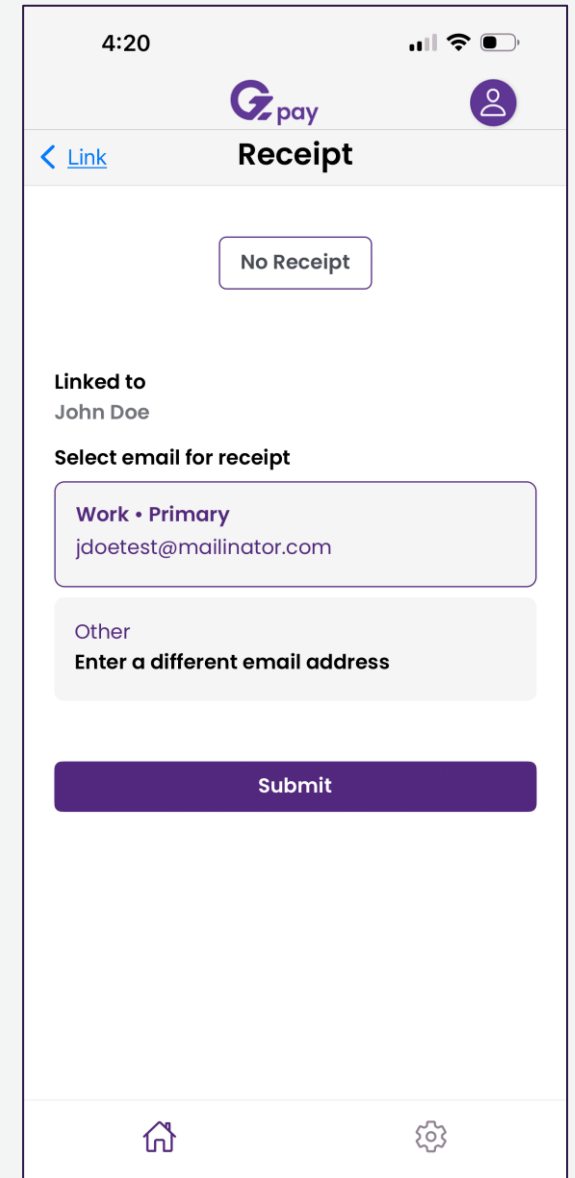 4:20
Gz pay
Link
Receipt
No Receipt
Linked to
John Doe
Select email for receipt
Work • Primary
jdoetest@mailinator.com
Other
Enter a different email address
Submit